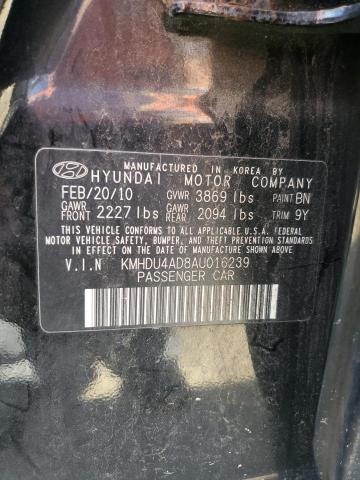 MANUFACTURED IN KOREA BY
HYUNDAI MOTOR COMPANY
FEB/20/10 GVWR 3869 lbs PAINT BN
GAWR FRONT 2227 lbs GAWR REAR 2094 lbs TRIM 9Y
THIS VEHICLE CONFORMS TO ALL APPLICABLE U.S. FEDERAL
MOTOR VEHICLE SAFETY, BUMPER, AND THEFT PREVENTION
STANDARDS IN EFFECT ON THE DATE OF MANUFACTURE SHOWN ABOVE.
V.I.N KMHDU4AD8AU016239
PASSENGER CAR